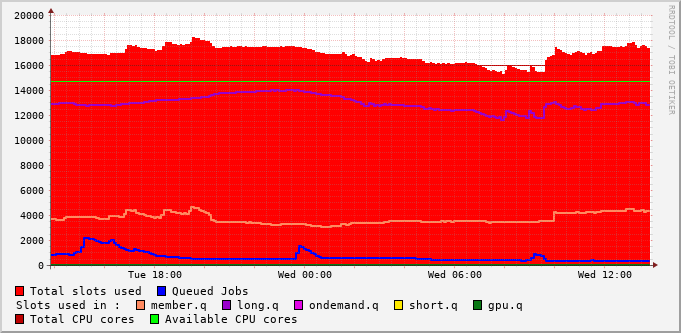 20000
18000
16000
14000
12000
10000
8000
6000
4000
2000
0
Tue 18:00 Wed 00:00 Wed 06:00 Wed 12:00
RRDTOOL / TOBI OETIKER
Total slots used Queued Jobs
Slots used in : member.q long.q ondemand.q short.q gpu.q
Total CPU cores Available CPU cores